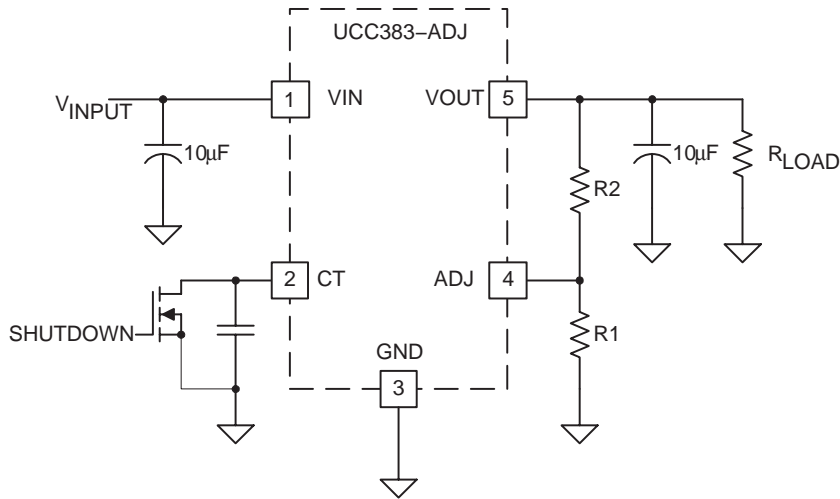 UCC383–ADJ
VINPUT
1
VIN
VOUT
5
10μF
R2
10μF
RLOAD
2
CT
ADJ
4
SHUTDOWN
R1
GND
3